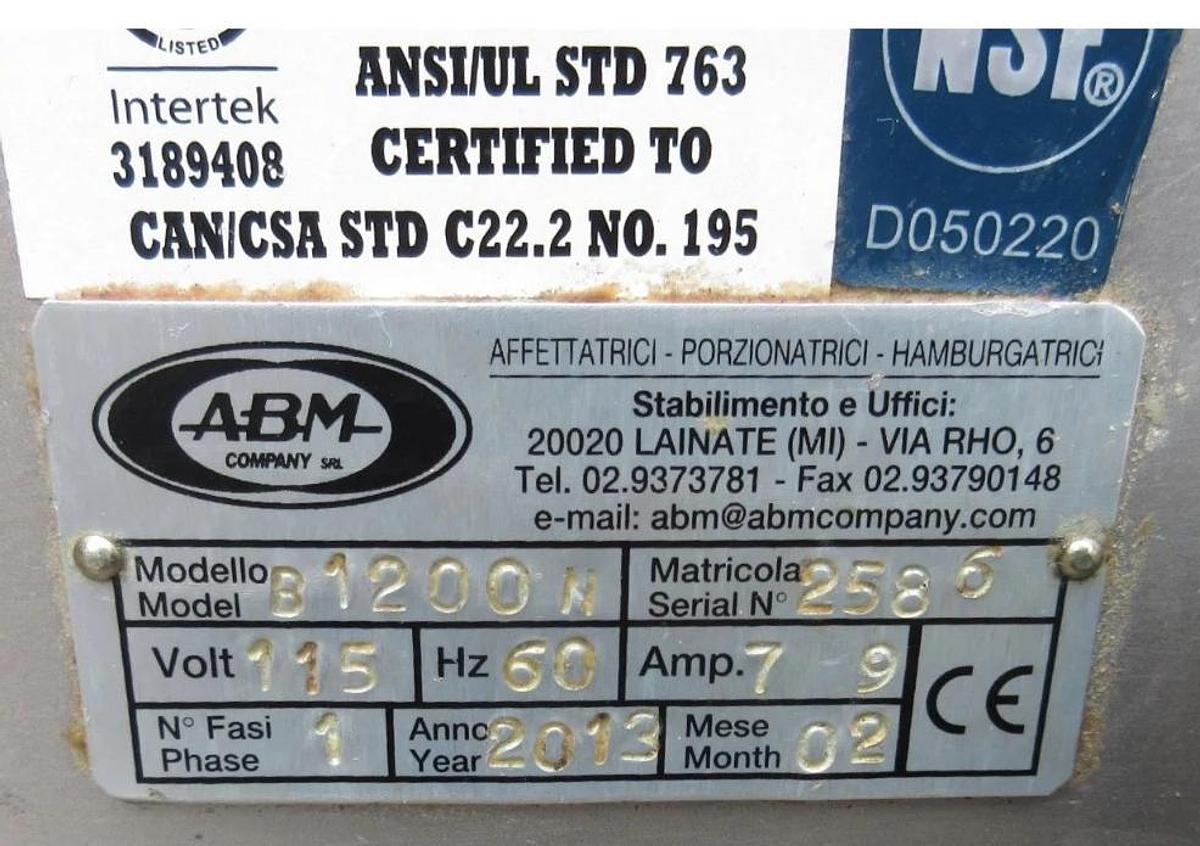 LISTED
Intertek
3189408
ANSI/UL STD 763
CERTIFIED TO
CAN/CSA STD C22.2 NO. 195
NSF®
D050220
ABM
COMPANY SRL
AFFETTATRICI - PORZIONATRICI - HAMBURGATRICI
Stabilimento e Uffici:
20020 LAINATE (MI) - VIA RHO, 6
Tel. 02.9373781 - Fax 02.93790148
e-mail: abm@abmcompany.com
Modello
Model B1200N
Matricola
Serial N° 2586
Volt 115
Hz 60
Amp. 7 9
CE
N° Fasi
Phase 1
Anno
Year 2013
Mese
Month 02